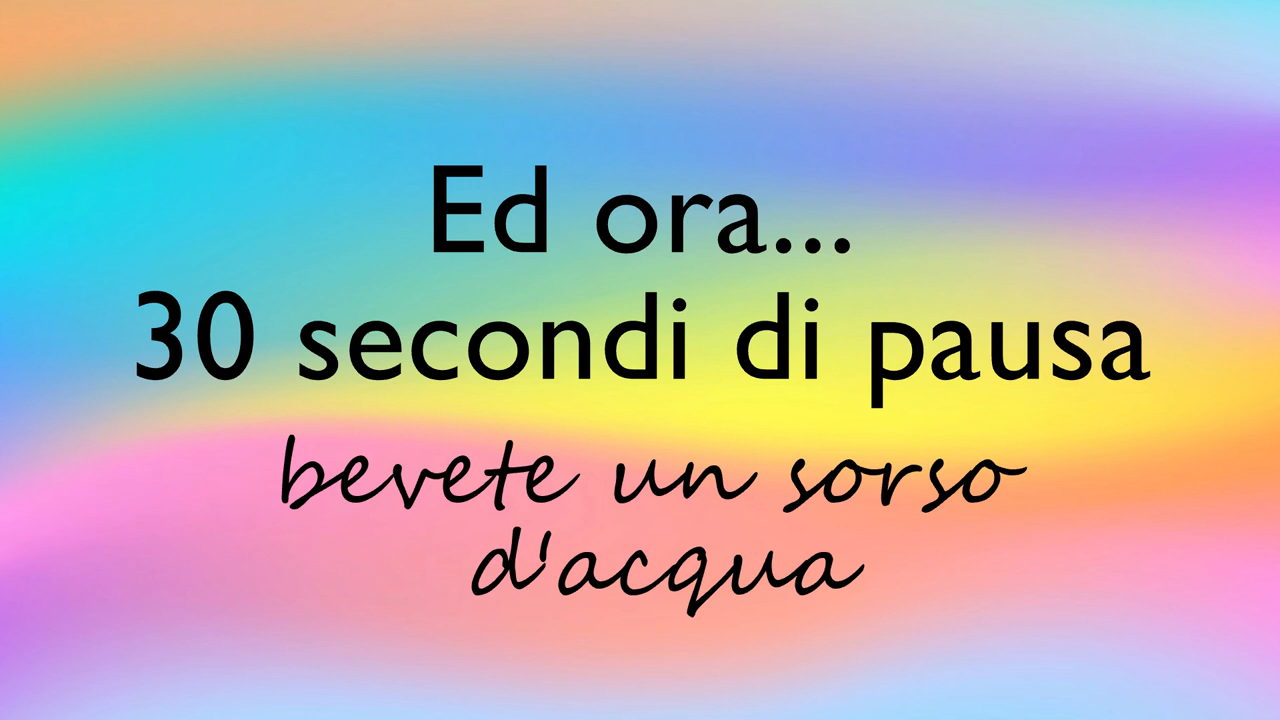 Ed ora...
30 secondi di pausa
bevete un sorso
d'acqua